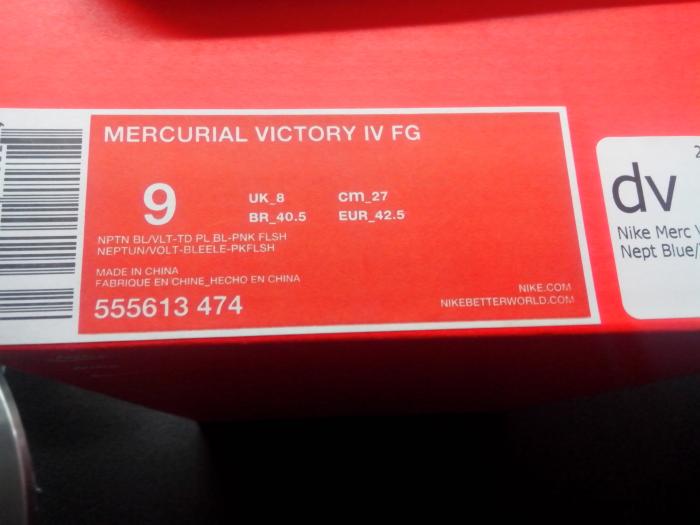 MERCURIAL VICTORY IV FG
9
UK_8
cm_27
BR_40.5
EUR_42.5
NPTN BL/VLT-TD PL BL-PNK FLSH
NEPTUN/VOLT-BLEELE-PKFLSH
MADE IN CHINA
FABRIQUE EN CHINE_HECHO EN CHINA
555613 474
NIKE.COM
NIKEBETTERWORLD.COM
2
dv
Nike Merc V
Nept Blue/